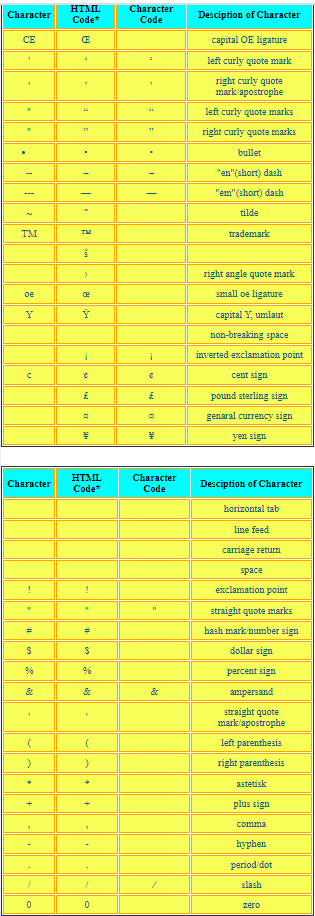 Character HTML Code* Character Code Desciption of Character
CE Œ capital OE ligature
' ‘ ‘ left curly quote mark
' ’ ’ right curly quote
mark/apostrophe
" “ “ left curly quote marks
" ” ” right curly quote marks
• • • bullet
-- – – "en"(short) dash
--- — — "em"(short) dash
~ ˜ tilde
TM ™ trademark
š
› right angle quote mark
oe œ small oe ligature
Y Ÿ capital Y, umlaut
non-breaking space
¡ ¡ inverted exclamation point
c ¢ ¢ cent sign
£ £ pound sterling sign
¤ ¤ genaral currency sign
¥ ¥ yen sign
Character HTML Code* Character Code Desciption of Character
horizontal tab
line feed
carriage return
space
! ! exclamation point
" " " straight quote marks
# # hash mark/number sign
$ $ dollar sign
% % percent sign
& & & ampersand
' ' straight quote
mark/apostrophe
( ( left parenthesis
) ) right parenthesis
* * astetisk
+ + plus sign
, , comma
- - hyphen
. . period/dot
/ / ⁄ slash
0 0 zero